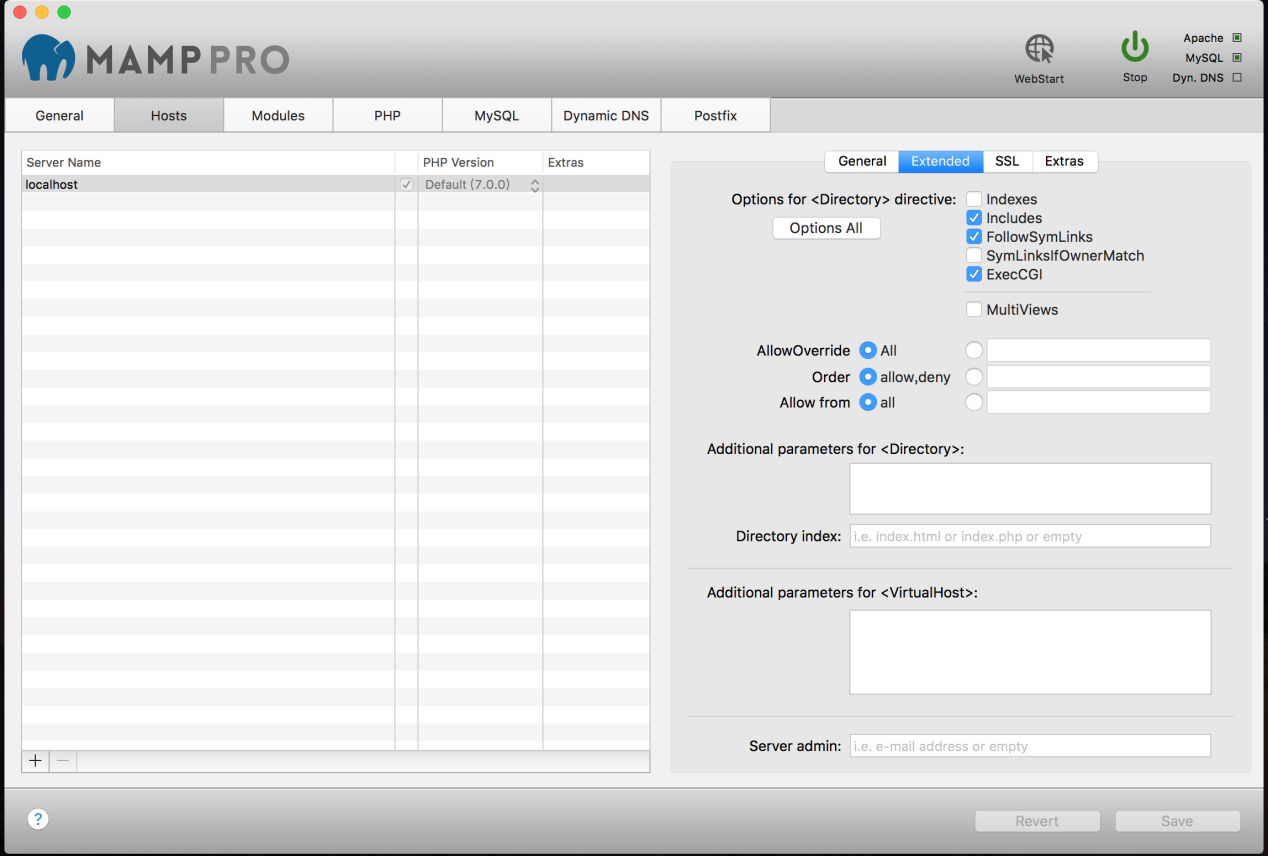 MAMP PRO
WebStart
Stop
Apache
MySQL
Dyn. DNS
General
Hosts
Modules
PHP
MySQL
Dynamic DNS
Postfix
Server Name
PHP Version
Extras
localhost
Default (7.0.0)
General
Extended
SSL
Extras
Options for <Directory> directive:
Options All
Indexes
Includes
FollowSymLinks
SymLinksIfOwnerMatch
ExecCGI
MultiViews
AllowOverride
All
Order
allow,deny
Allow from
all
Additional parameters for <Directory>:
Directory index:
i.e. index.html or index.php or empty
Additional parameters for <VirtualHost>:
Server admin:
i.e. e-mail address or empty
?
Revert
Save